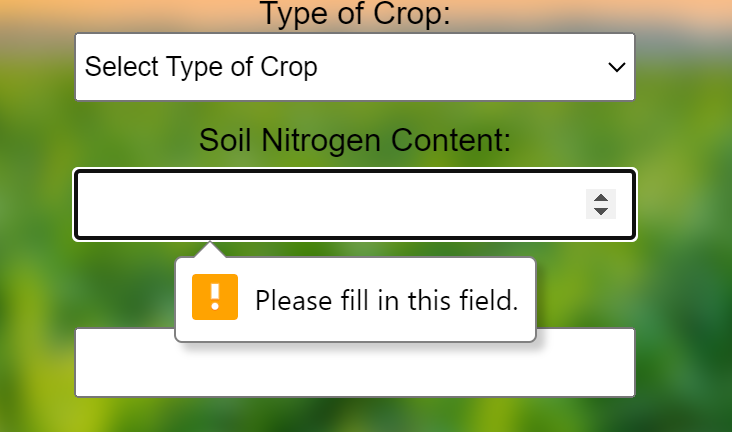 Type of Crop:
Select Type of Crop
Soil Nitrogen Content:
Please fill in this field.